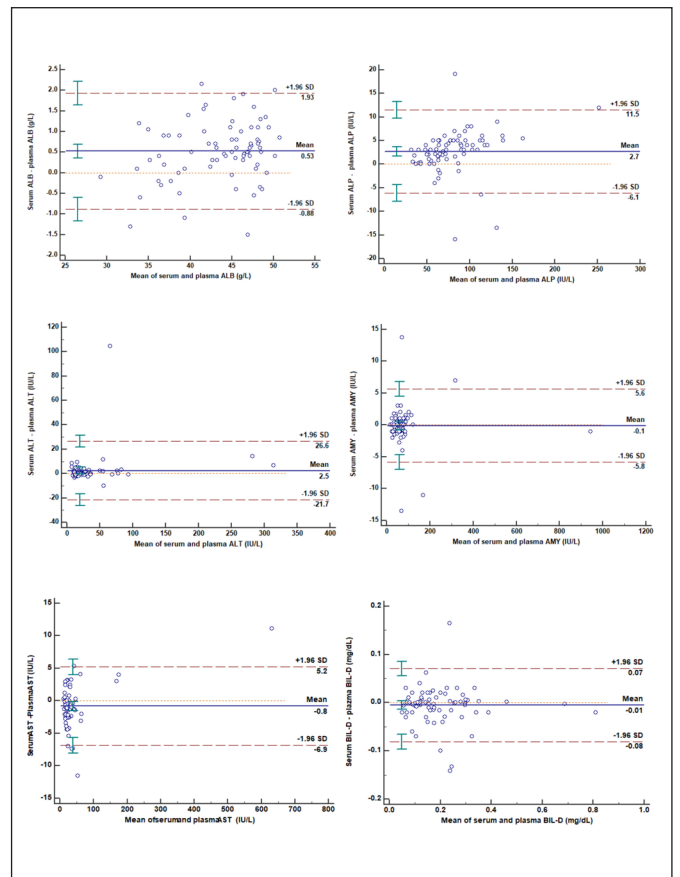 2.5
2.0
1.5
1.0
0.5
0.0
-0.5
-1.0
-1.5
-2.0
25 30 35 40 45 50 55
Serum ALB - plasma ALB (g/L)
Mean of serum and plasma ALB (g/L)
+1.96 SD
1.93
Mean
0.53
-1.96 SD
-0.88
20
15
10
5
0
-5
-10
-15
-20
0 50 100 150 200 250 300
Serum ALP - plasma ALP (IU/L)
Mean of serum and plasma ALP (IU/L)
+1.96 SD
11.5
Mean
2.7
-1.96 SD
-6.1
120
100
80
60
40
20
0
-20
-40
0 50 100 150 200 250 300 350 400
Serum ALT - plasma ALT (IU/L)
Mean of serum and plasma ALT (IU/L)
+1.96 SD
26.6
Mean
2.5
-1.96 SD
-21.7
15
10
5
0
-5
-10
-15
0 200 400 600 800 1000 1200
Serum AMY - plasma AMY (IU/L)
Mean of serum and plasma AMY (IU/L)
+1.96 SD
5.6
Mean
-0.1
-1.96 SD
-5.8
15
10
5
0
-5
-10
-15
0 100 200 300 400 500 600 700 800
SerumAST -PlasmaAST(IU/L)
Mean ofserumand plasmaAST (IU/L)
+1.96 SD
5.2
Mean
-0.8
-1.96 SD
-6.9
0.2
0.1
0.0
-0.1
-0.2
0.0 0.2 0.4 0.6 0.8 1.0
Serum BIL-D - plazma BIL-D (mg/dL)
Mean of serum and plasma BIL-D (mg/dL)
+1.96 SD
0.07
Mean
-0.01
-1.96 SD
-0.08